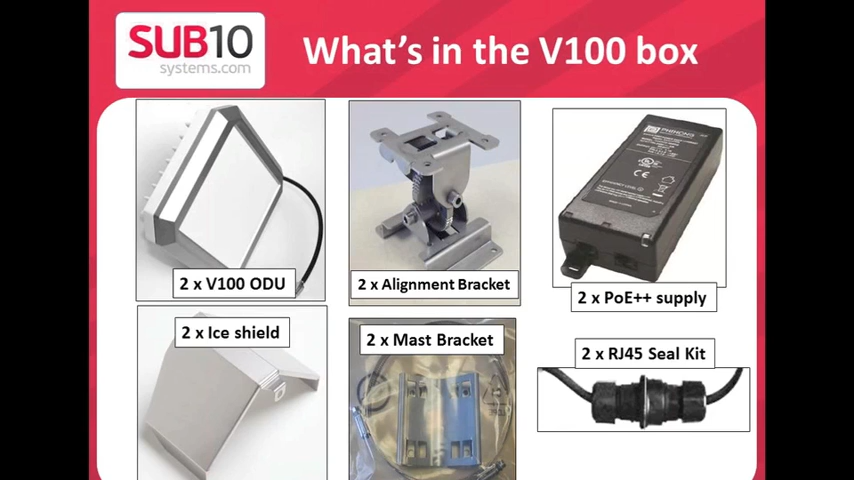 SUB10
systems.com
What's in the V100 box
2 x V100 ODU
2 x Alignment Bracket
PHIHONG
2 x PoE++ supply
2 x Ice shield
2 x Mast Bracket
2 x RJ45 Seal Kit